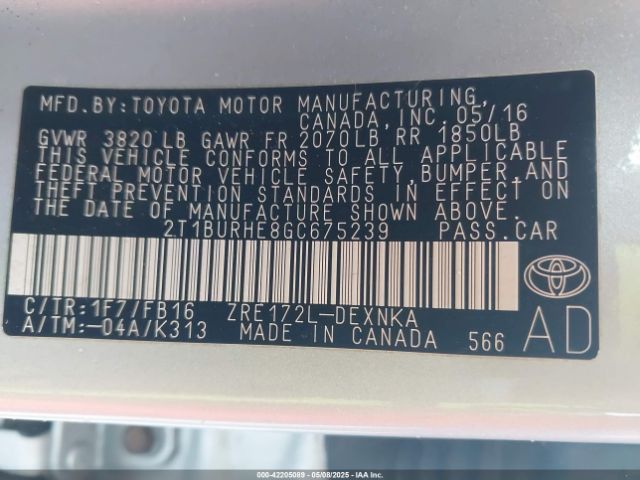 MFD. BY: TOYOTA MOTOR MANUFACTURING,
CANADA, INC. 05/16
GVWR 3820 LB GAWR FR 2070LB, RR 1850LB
THIS VEHICLE CONFORMS TO ALL APPLICABLE
FEDERAL MOTOR VEHICLE SAFETY, BUMPER, AND
THEFT PREVENTION STANDARDS IN EFFECT ON
THE DATE OF MANUFACTURE SHOWN ABOVE.
2T1BURHE8GC675239 PASS.CAR
C/TR: 1F7/FB16 ZRE172L-DEXNKA
A/TM: -04A/K313 MADE IN CANADA 566
TOYOTA
AD
000-42205089 - 05/08/2025 - IAA Inc.